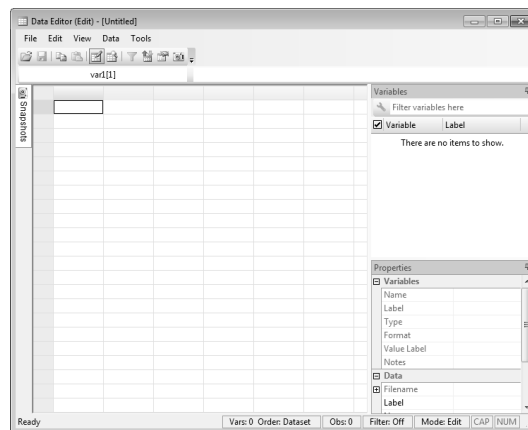 Data Editor (Edit) - [Untitled]
File Edit View Data Tools
var1[1]
Snapshots
Variables
Filter variables here
Variable Label
There are no items to show.
Properties
Variables
Name
Label
Type
Format
Value Label
Notes
Data
Filename
Label
Ready
Vars: 0 Order: Dataset
Obs: 0
Filter: Off
Mode: Edit
CAP
NUM